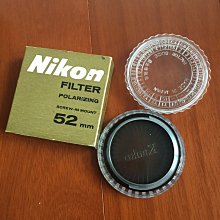 Nikon
FILTER
POLARIZING
SCREW-IN MOUNT
52 mm